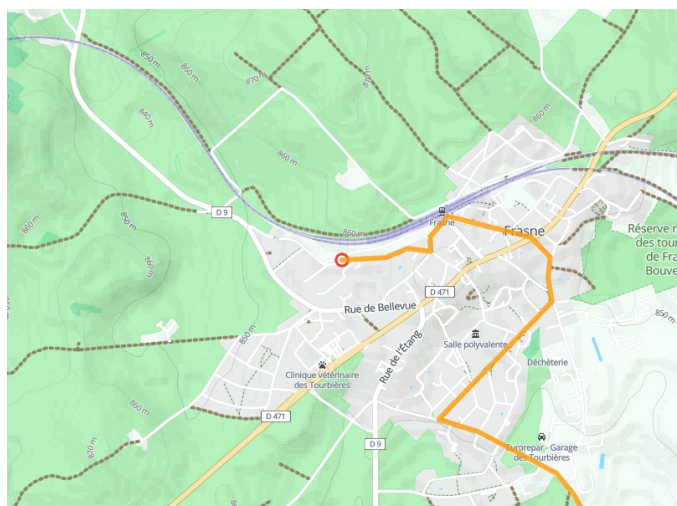 850 m
870 m
870 m
860 m
840 m
860 m
D 9
Frasne
860 m
Frasne
860 m
850 m
Réserve n
des tour
de Fra
Bouve
860 m
D 471
Rue de Bellevue
850 m
850 m
Salle polyvalente
Rue de l'Étang
Déchèterie
Clinique vétérinaire
des Tourbières
860 m
D 471
820 m
D 9
Eurorepar - Garage
des Tourbières